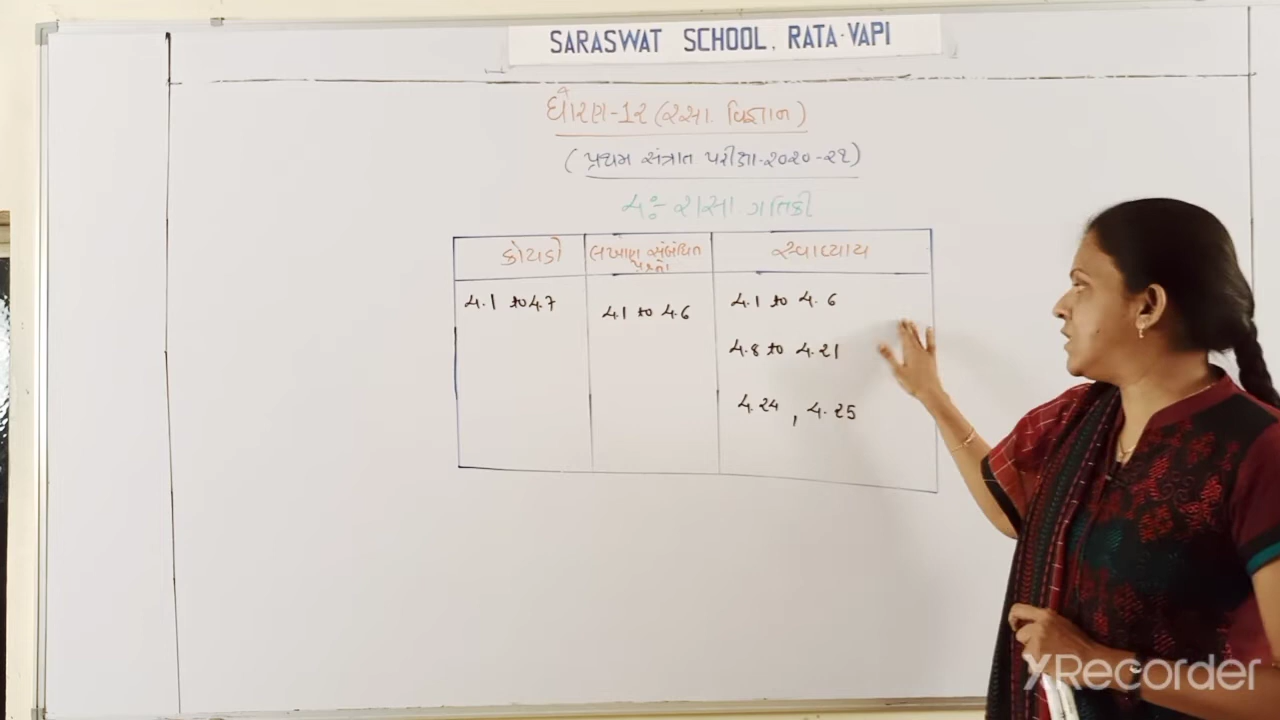 SARASWAT SCHOOL, RATA-VAPI
ધોરણ-12 (રસા. વિજ્ઞાન)
(પ્રથમ સંત્રાત પરીક્ષા-૨૦૨૦-૨૧)
4:- રાસા. ગતિકી
કોયડો લખાણ સંબંધિત પ્રશ્નો સ્વાધ્યાય
4.1 to 4.7 4.1 to 4.6 4.1 to 4.6
4.8 to 4.21
4.24, 4.25
XRecorder